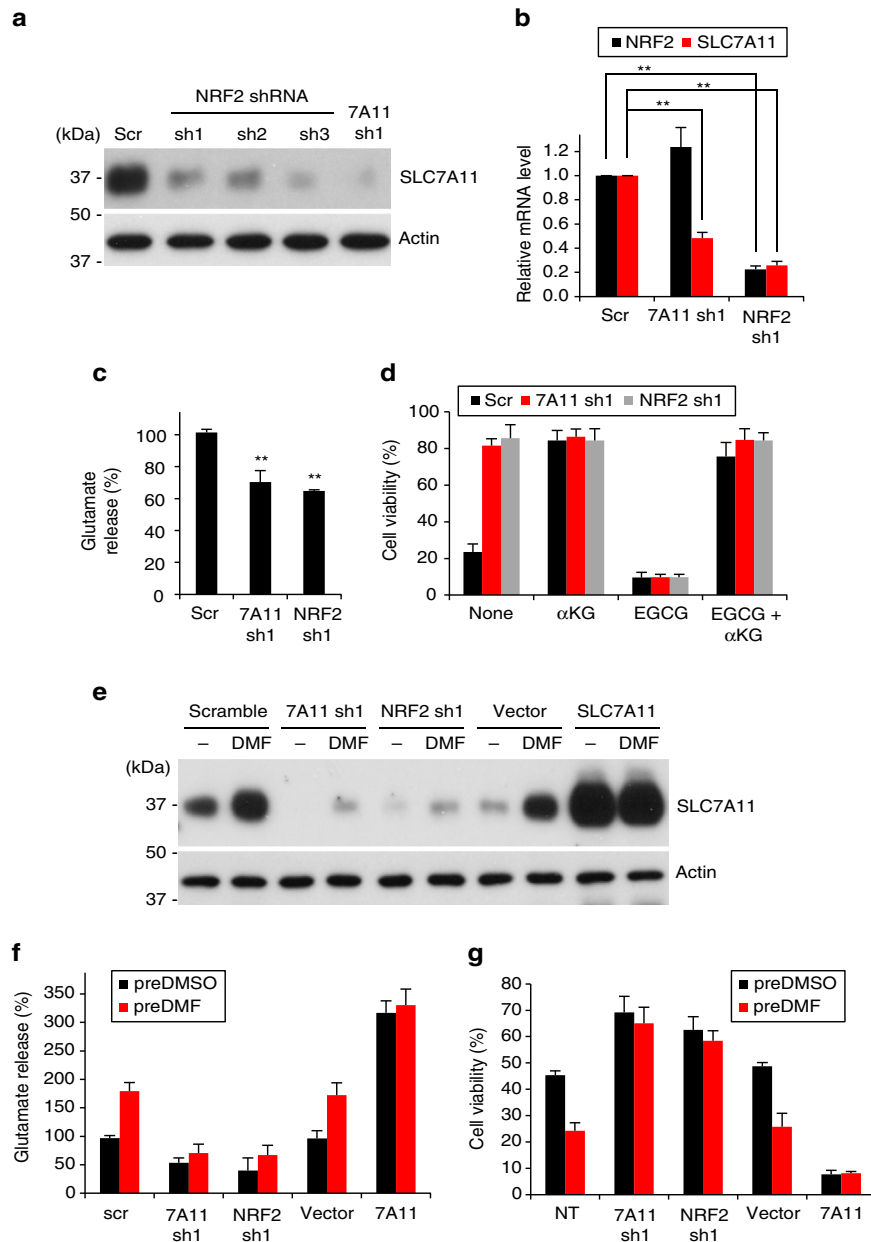 a
NRF2 shRNA
7A11
(kDa) Scr sh1 sh2 sh3 sh1
37 - SLC7A11
50 -
Actin
37 -
b
NRF2 SLC7A11
**
**
**
Relative mRNA level
1.2
1.0
0.8
0.6
0.4
0.2
0.0
Scr 7A11 sh1 NRF2
sh1
c
Glutamate
release (%)
100
80
60
40
20
0
**
**
Scr 7A11 NRF2
sh1 sh1
d
Scr 7A11 sh1 NRF2 sh1
Cell viability (%)
100
80
60
40
20
0
None αKG EGCG EGCG +
αKG
e
Scramble 7A11 sh1 NRF2 sh1 Vector SLC7A11
– DMF – DMF – DMF – DMF – DMF
(kDa)
37 - SLC7A11
50 -
Actin
37 -
f
preDMSO
preDMF
Glutamate release (%)
350
300
250
200
150
100
50
0
scr 7A11 NRF2 Vector 7A11
sh1 sh1
g
preDMSO
preDMF
Cell viability (%)
80
70
60
50
40
30
20
10
0
NT 7A11 NRF2 Vector 7A11
sh1 sh1